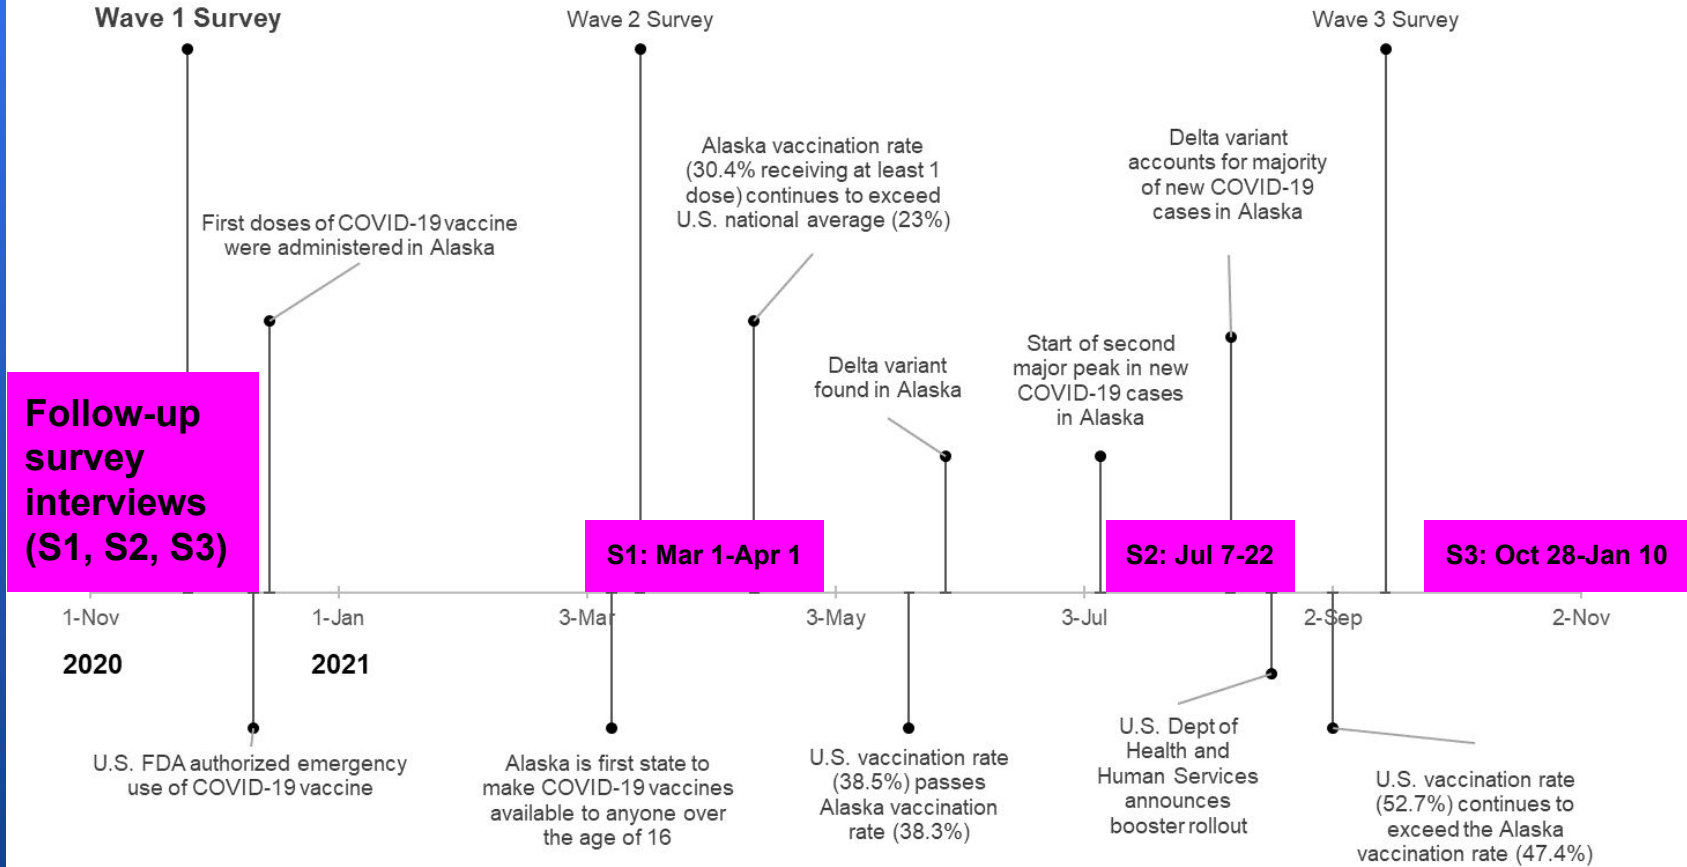 Wave 1 Survey
Wave 2 Survey
Wave 3 Survey
First doses of COVID-19 vaccine
were administered in Alaska
Alaska vaccination rate
(30.4% receiving at least 1
dose) continues to exceed
U.S. national average (23%)
Delta variant
found in Alaska
Start of second
major peak in new
COVID-19 cases
in Alaska
Delta variant
accounts for majority
of new COVID-19
cases in Alaska
Follow-up
survey
interviews
(S1, S2, S3)
S1: Mar 1-Apr 1
S2: Jul 7-22
S3: Oct 28-Jan 10
1-Nov
1-Jan
3-Mar
3-May
3-Jul
2-Sep
2-Nov
2020
2021
U.S. FDA authorized emergency
use of COVID-19 vaccine
Alaska is first state to
make COVID-19 vaccines
available to anyone over
the age of 16
U.S. vaccination rate
(38.5%) passes
Alaska vaccination
rate (38.3%)
U.S. Dept of
Health and
Human Services
announces
booster rollout
U.S. vaccination rate
(52.7%) continues to
exceed the Alaska
vaccination rate (47.4%)